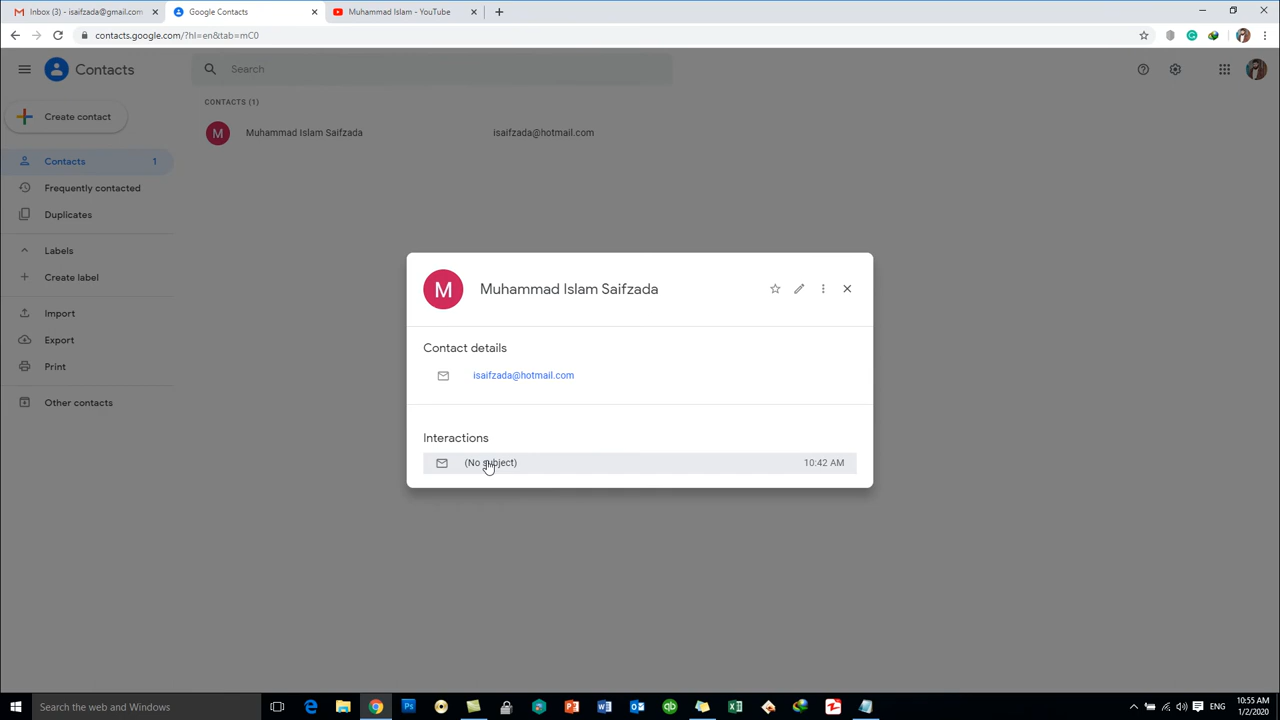 Inbox (3) - isaifzada@gmail.com
Google Contacts
Muhammad Islam - YouTube
contacts.google.com/?hl=en&tab=mC0
Contacts
Search
Create contact
CONTACTS (1)
M Muhammad Islam Saifzada isaifzada@hotmail.com
Contacts 1
Frequently contacted
Duplicates
Labels
Create label
Import
Export
Print
Other contacts
M Muhammad Islam Saifzada
Contact details
isaifzada@hotmail.com
Interactions
(No subject) 10:42 AM
Search the web and Windows
ENG
10:55 AM
1/2/2020